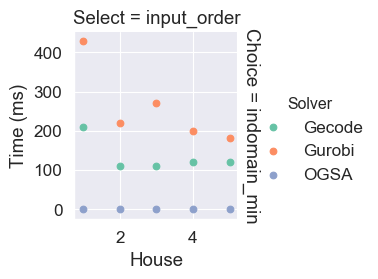 Select = input_order
Time (ms)
400
300
200
100
0
2
4
House
Choice = indomain_min
Solver
Gecode
Gurobi
OGSA